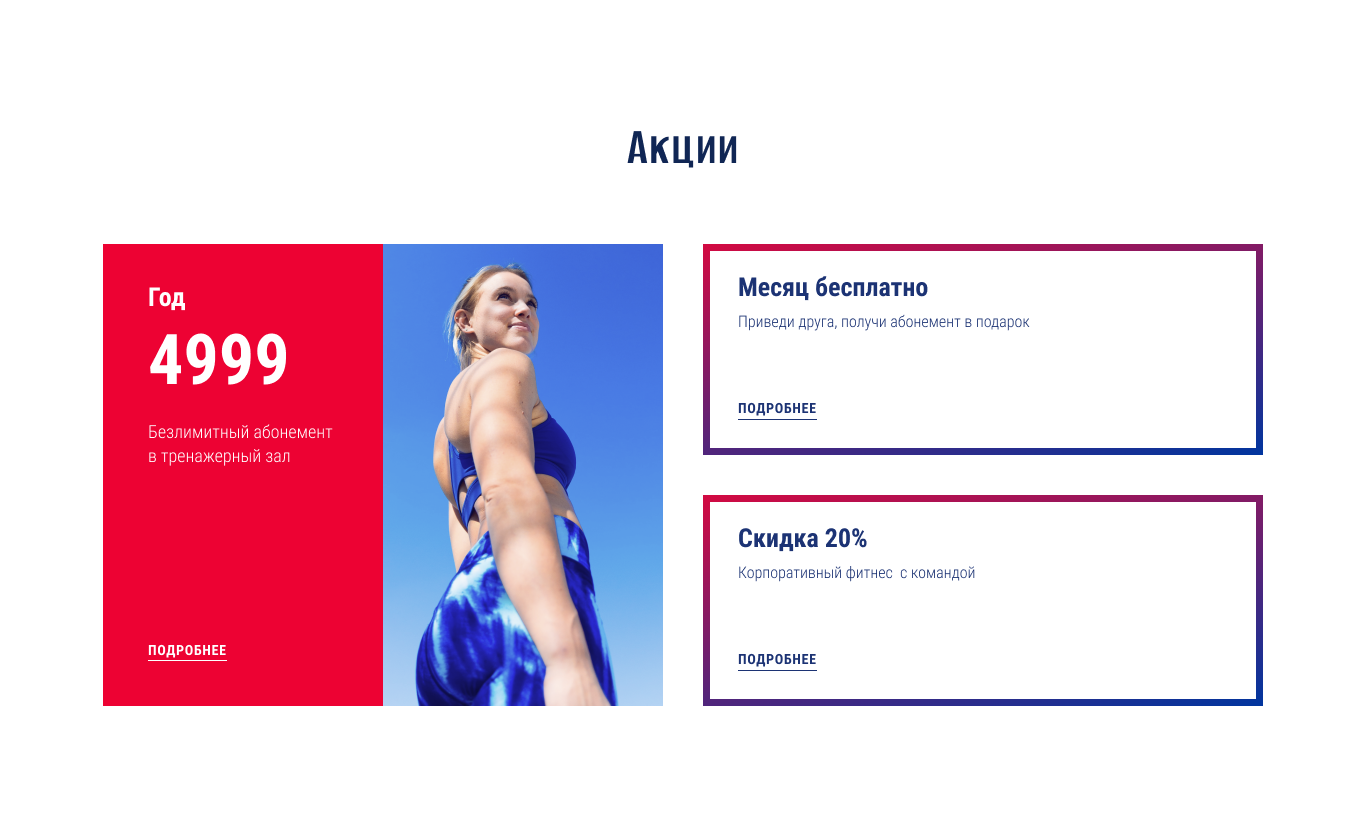 Акции
Год
4999
Безлимитный абонемент
в тренажерный зал
ПОДРОБНЕЕ
Месяц бесплатно
Приведи друга, получи абонемент в подарок
ПОДРОБНЕЕ
Скидка 20%
Корпоративный фитнес  с командой
ПОДРОБНЕЕ